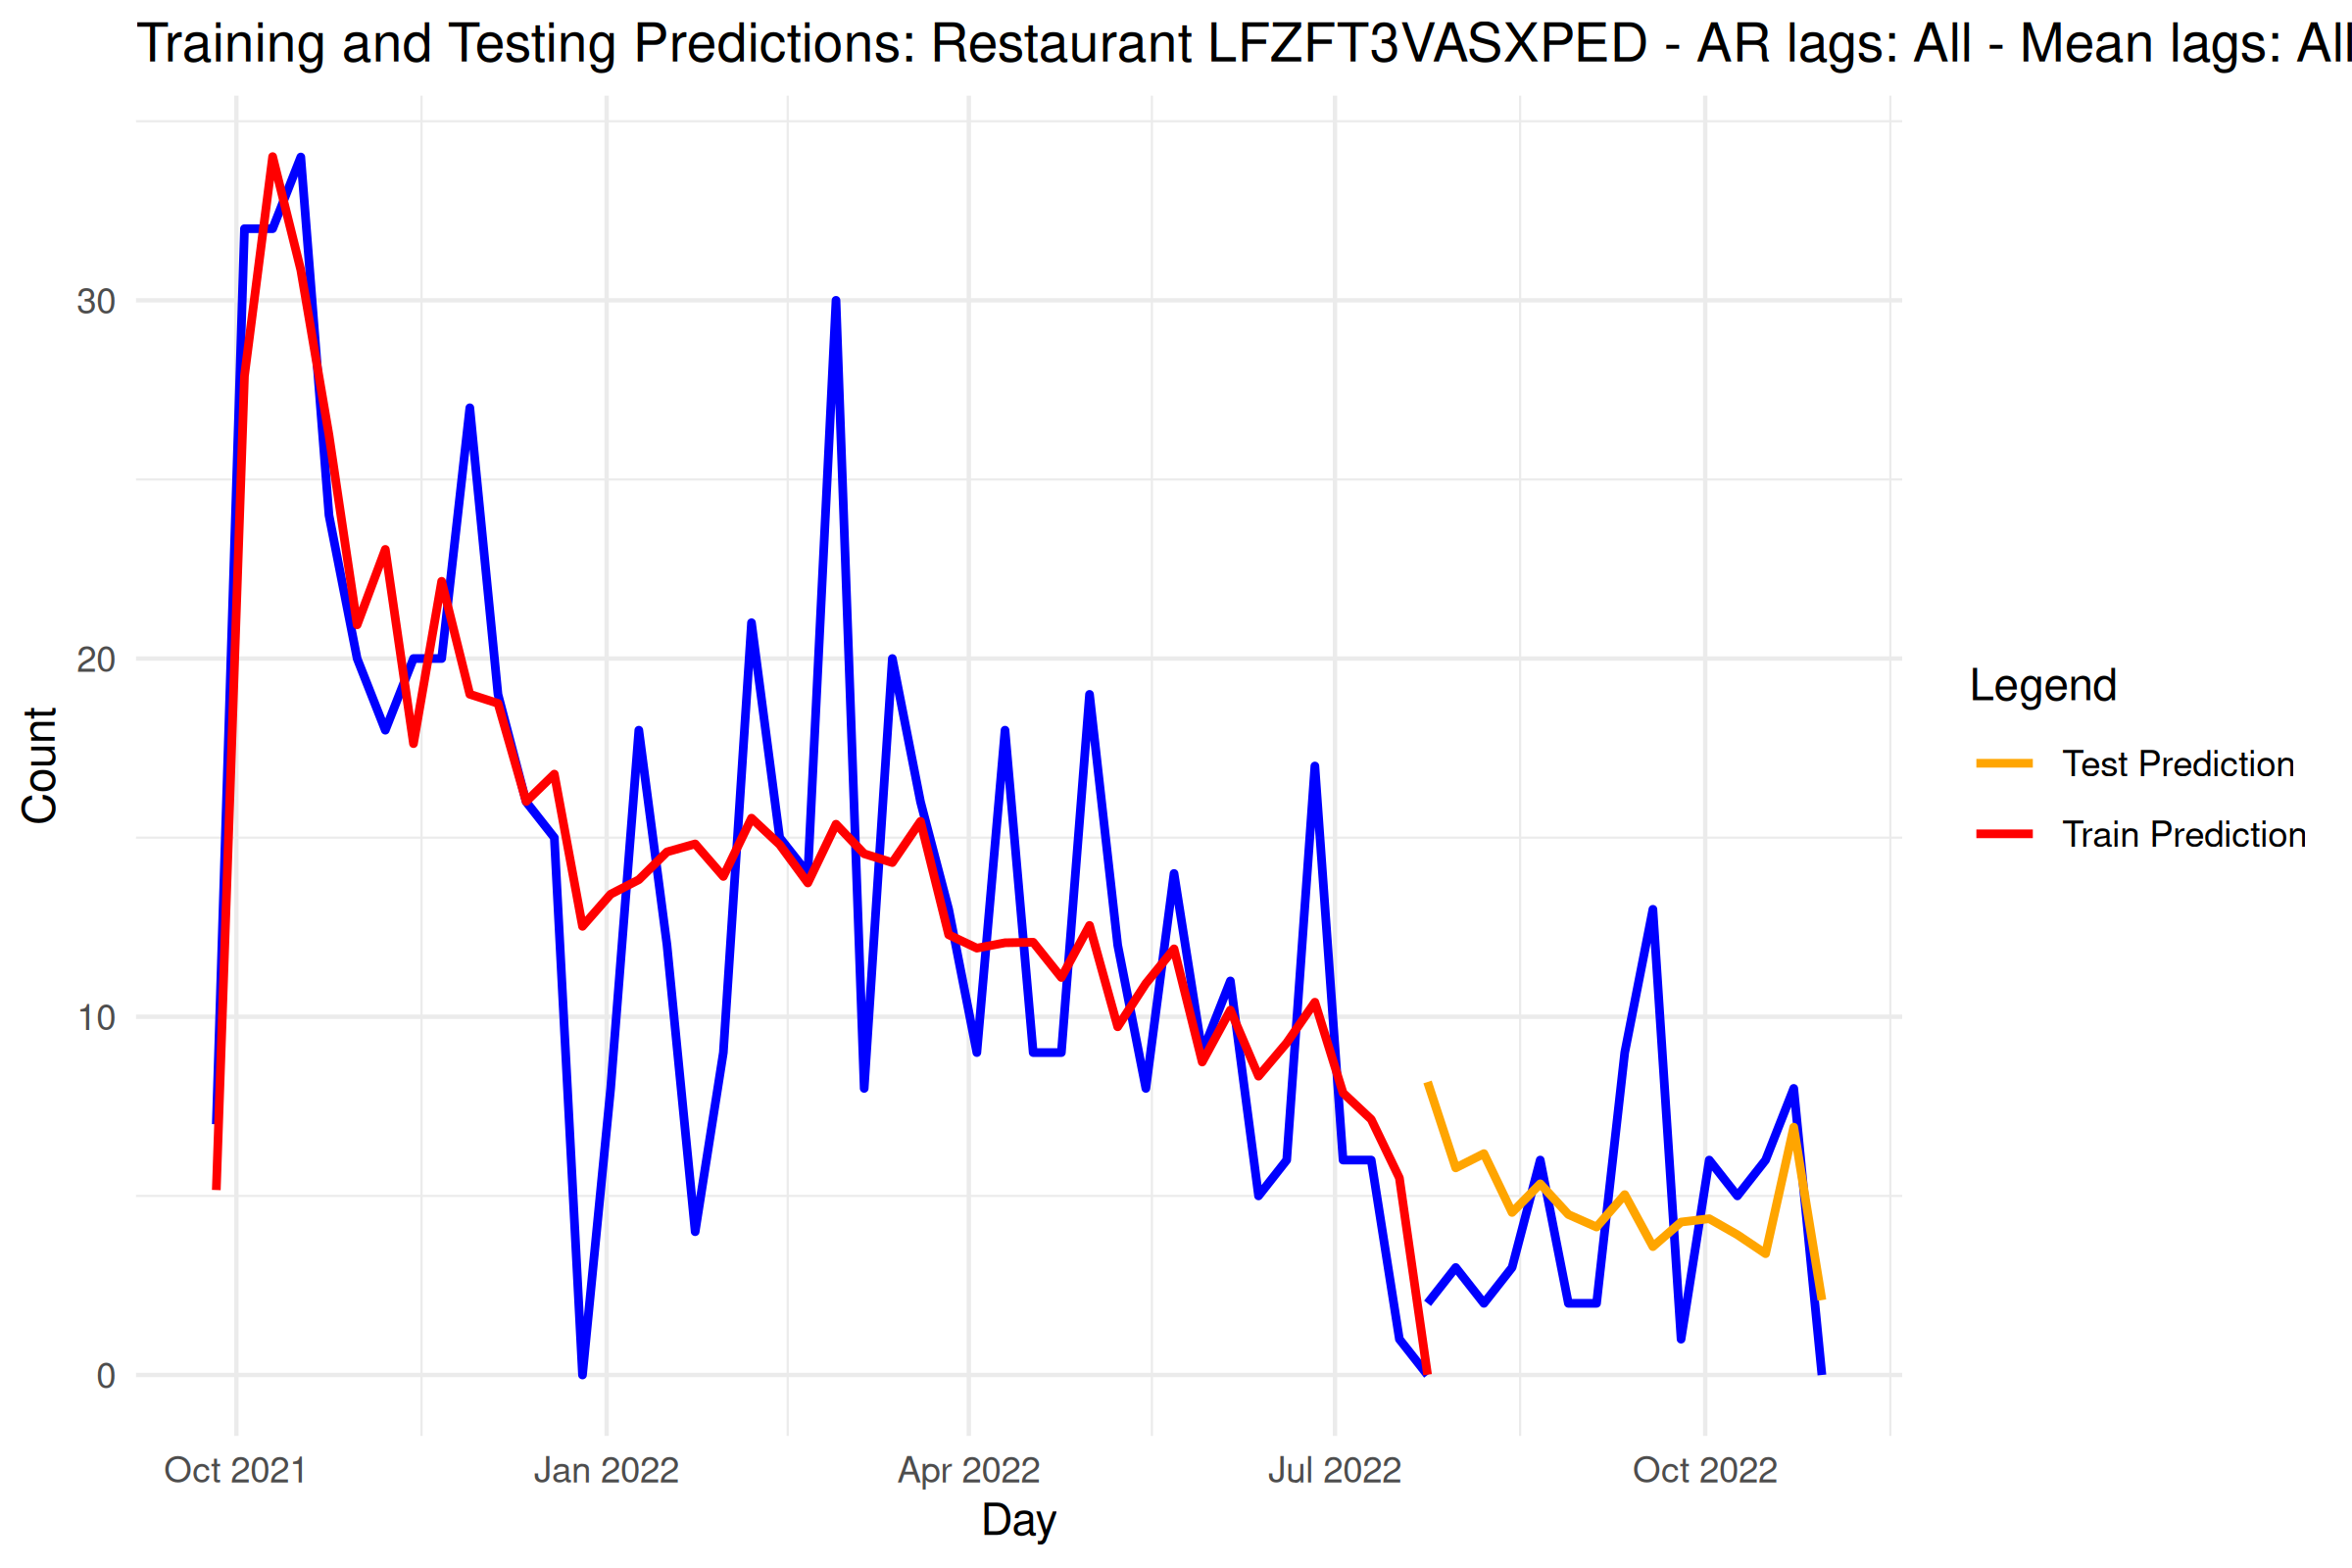 Training and Testing Predictions: Restaurant LFZFT3VASXPED - AR lags: All - Mean lags: All
Count
30
20
10
0
Oct 2021
Jan 2022
Apr 2022
Jul 2022
Oct 2022
Day
Legend
Test Prediction
Train Prediction